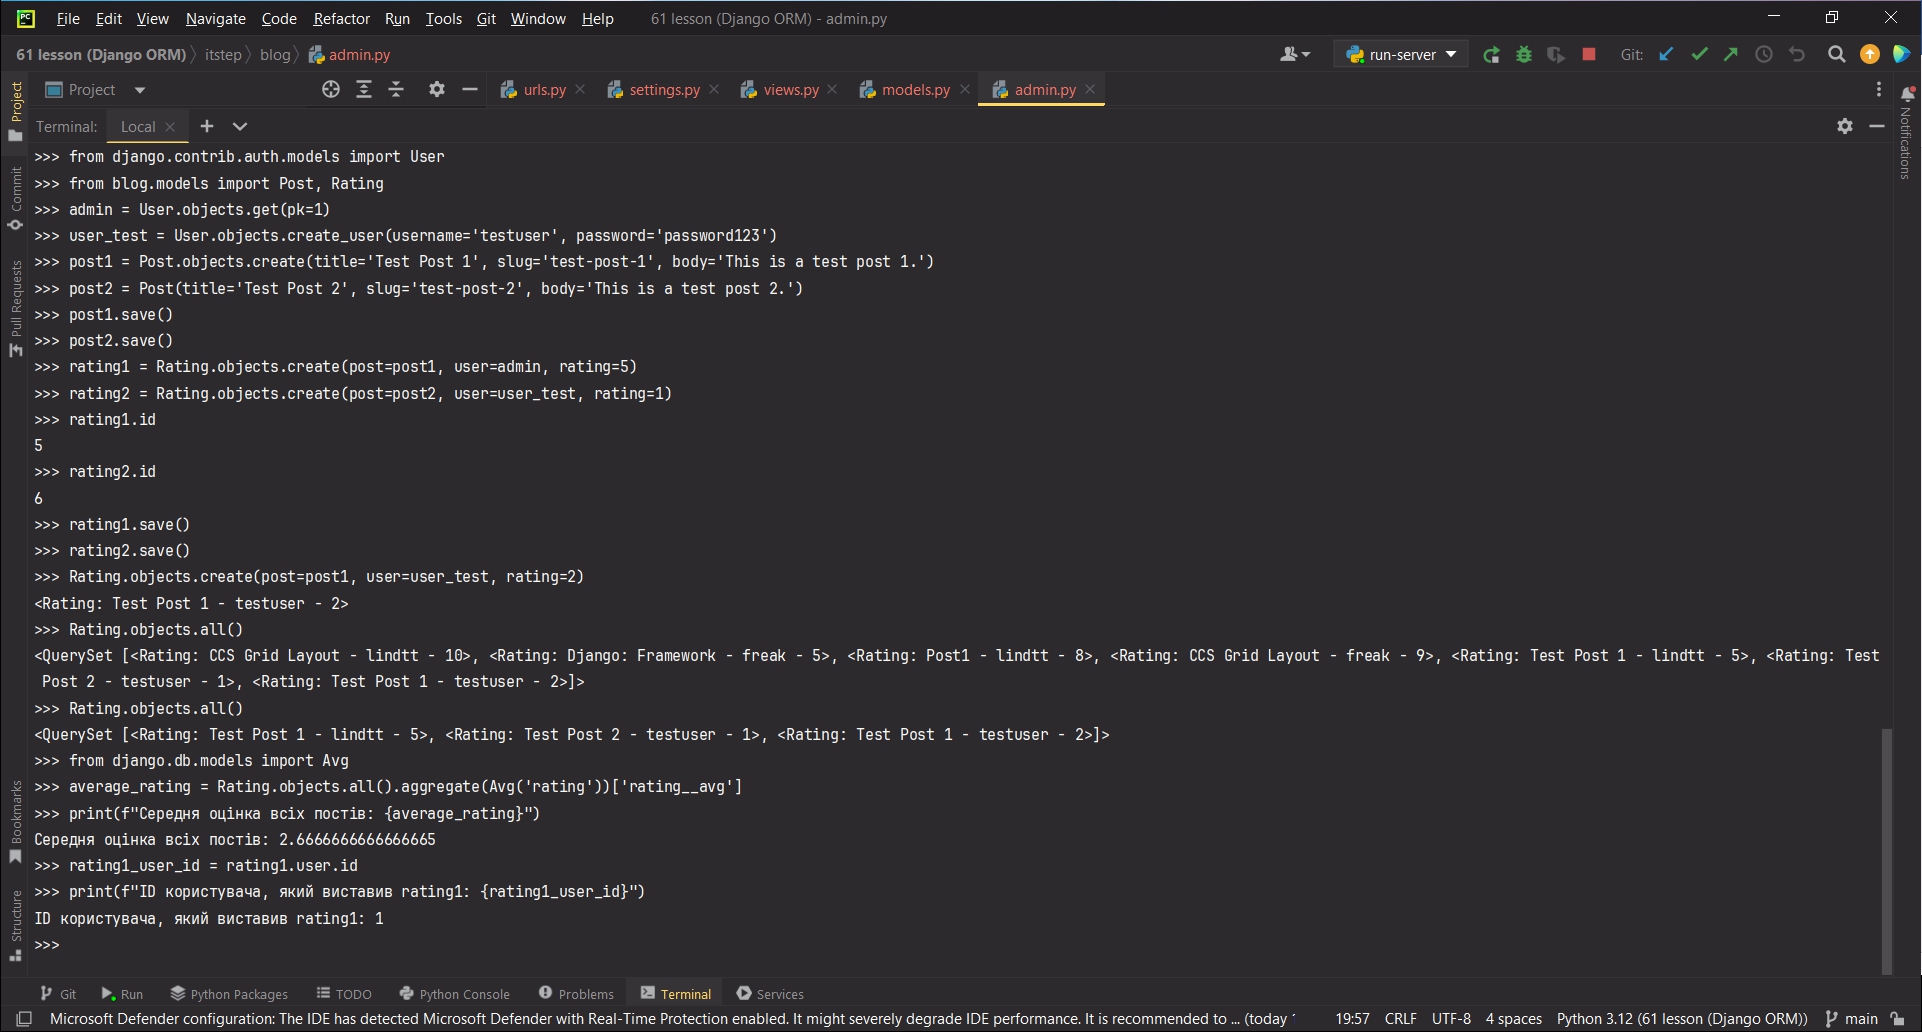 File Edit View Navigate Code Refactor Run Tools Git Window Help 61 lesson (Django ORM) - admin.py
61 lesson (Django ORM) itstep blog admin.py run-server Git:
Project urls.py settings.py views.py models.py admin.py
Terminal: Local
>>> from django.contrib.auth.models import User
>>> from blog.models import Post, Rating
>>> admin = User.objects.get(pk=1)
>>> user_test = User.objects.create_user(username='testuser', password='password123')
>>> post1 = Post.objects.create(title='Test Post 1', slug='test-post-1', body='This is a test post 1.')
>>> post2 = Post(title='Test Post 2', slug='test-post-2', body='This is a test post 2.')
>>> post1.save()
>>> post2.save()
>>> rating1 = Rating.objects.create(post=post1, user=admin, rating=5)
>>> rating2 = Rating.objects.create(post=post2, user=user_test, rating=1)
>>> rating1.id
5
>>> rating2.id
6
>>> rating1.save()
>>> rating2.save()
>>> Rating.objects.create(post=post1, user=user_test, rating=2)
<Rating: Test Post 1 - testuser - 2>
>>> Rating.objects.all()
<QuerySet [<Rating: CCS Grid Layout - lindtt - 10>, <Rating: Django: Framework - freak - 5>, <Rating: Post1 - lindtt - 8>, <Rating: CCS Grid Layout - freak - 9>, <Rating: Test Post 1 - lindtt - 5>, <Rating: Test
Post 2 - testuser - 1>, <Rating: Test Post 1 - testuser - 2>]>
>>> Rating.objects.all()
<QuerySet [<Rating: Test Post 1 - lindtt - 5>, <Rating: Test Post 2 - testuser - 1>, <Rating: Test Post 1 - testuser - 2>]>
>>> from django.db.models import Avg
>>> average_rating = Rating.objects.all().aggregate(Avg('rating'))['rating__avg']
>>> print(f"Середня оцінка всіх постів: {average_rating}")
Середня оцінка всіх постів: 2.6666666666666665
>>> rating1_user_id = rating1.user.id
>>> print(f"ID користувача, який виставив rating1: {rating1_user_id}")
ID користувача, який виставив rating1: 1
>>>
Project
Commit
Pull Requests
Bookmarks
Structure
Notifications
Git Run Python Packages TODO Python Console Problems Terminal Services
Microsoft Defender configuration: The IDE has detected Microsoft Defender with Real-Time Protection enabled. It might severely degrade IDE performance. It is recommended to ... (today 19:57 CRLF UTF-8 4 spaces Python 3.12 (61 lesson (Django ORM)) main